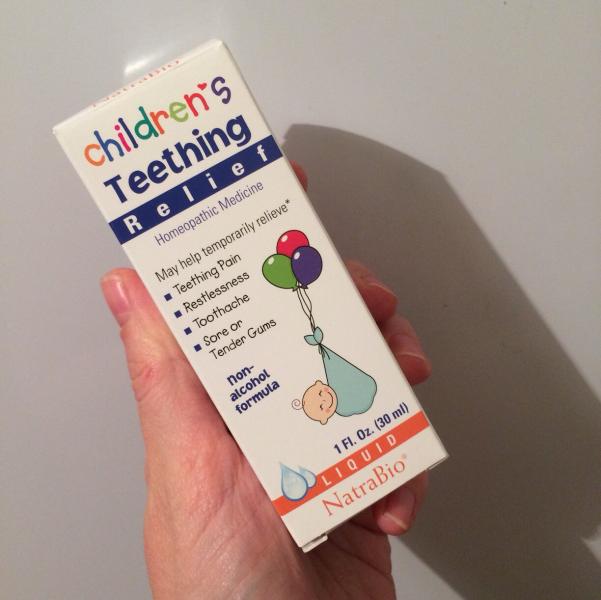 NatraBio
children's
Teething
Relief
Homeopathic Medicine
May help temporarily relieve*
Teething Pain
Restlessness
Toothache
Sore or
Tender Gums
non-
alcohol
formula
1 Fl. Oz. (30 ml)
LIQUID
NatraBio®